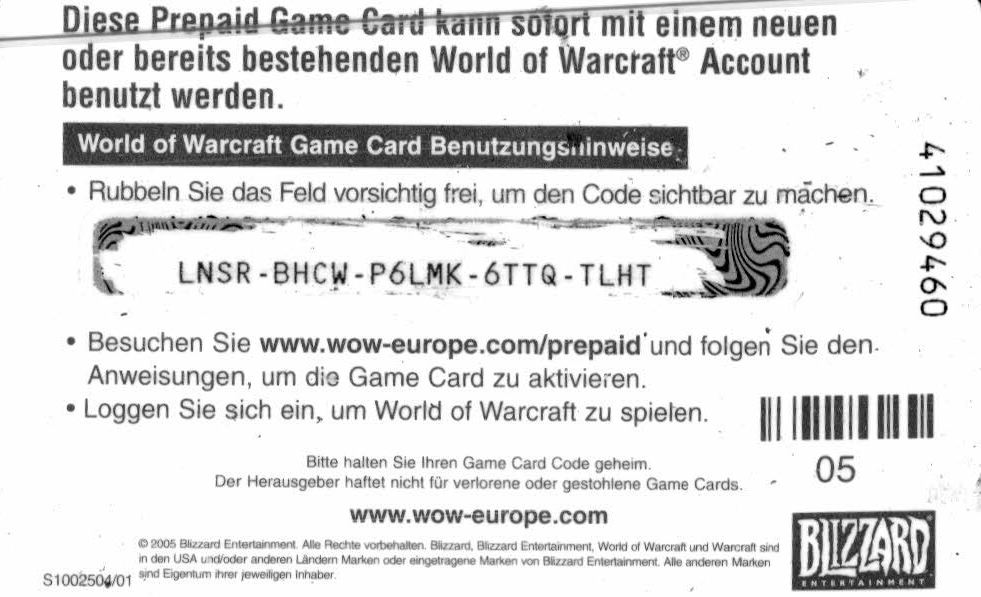 Diese Prepaid Game Card kann sofort mit einem neuen
oder bereits bestehenden World of Warcraft® Account
benutzt werden.
World of Warcraft Game Card Benutzungshinweise:
• Rubbeln Sie das Feld vorsichtig frei, um den Code sichtbar zu machen.
LNSR-BHCW-P6LMK-6TTQ-TLHT
41029460
• Besuchen Sie www.wow-europe.com/prepaid und folgen Sie den
Anweisungen, um die Game Card zu aktivieren.
• Loggen Sie sich ein, um World of Warcraft zu spielen.
05
Bitte halten Sie Ihren Game Card Code geheim.
Der Herausgeber haftet nicht für verlorene oder gestohlene Game Cards.
www.wow-europe.com
© 2005 Blizzard Entertainment. Alle Rechte vorbehalten. Blizzard, Blizzard Entertainment, World of Warcraft und Warcraft sind
in den USA und/oder anderen Ländern Marken oder eingetragene Marken von Blizzard Entertainment. Alle anderen Marken
sind Eigentum ihrer jeweiligen Inhaber.
S1002504/01
BLIZZARD
ENTERTAINMENT